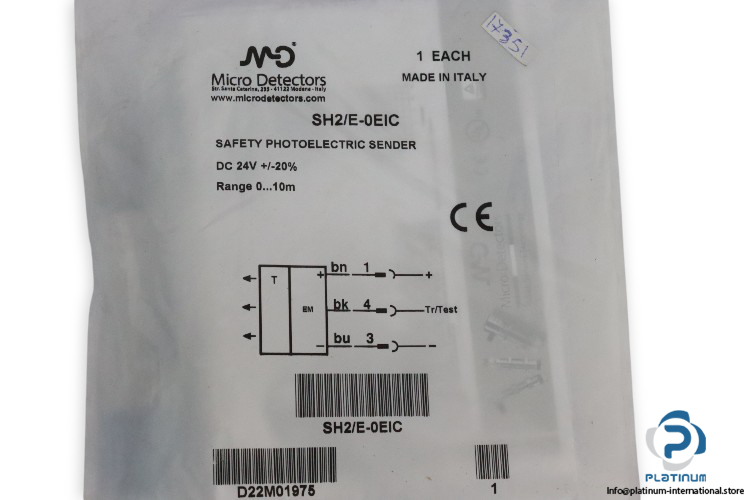 MD®
Micro Detectors
Str. Santa Caterina, 235 - 41122 Modena - Italy
www.microdetectors.com
1 EACH
MADE IN ITALY
17351
SH2/E-0EIC
SAFETY PHOTOELECTRIC SENDER
DC 24V +/-20%
Range 0...10m
CE
T
EM
+ bn 1 +
bk 4 Tr/Test
- bu 3 -
SH2/E-0EIC
D22M01975
1
PLATINUM
info@platinum-international.store